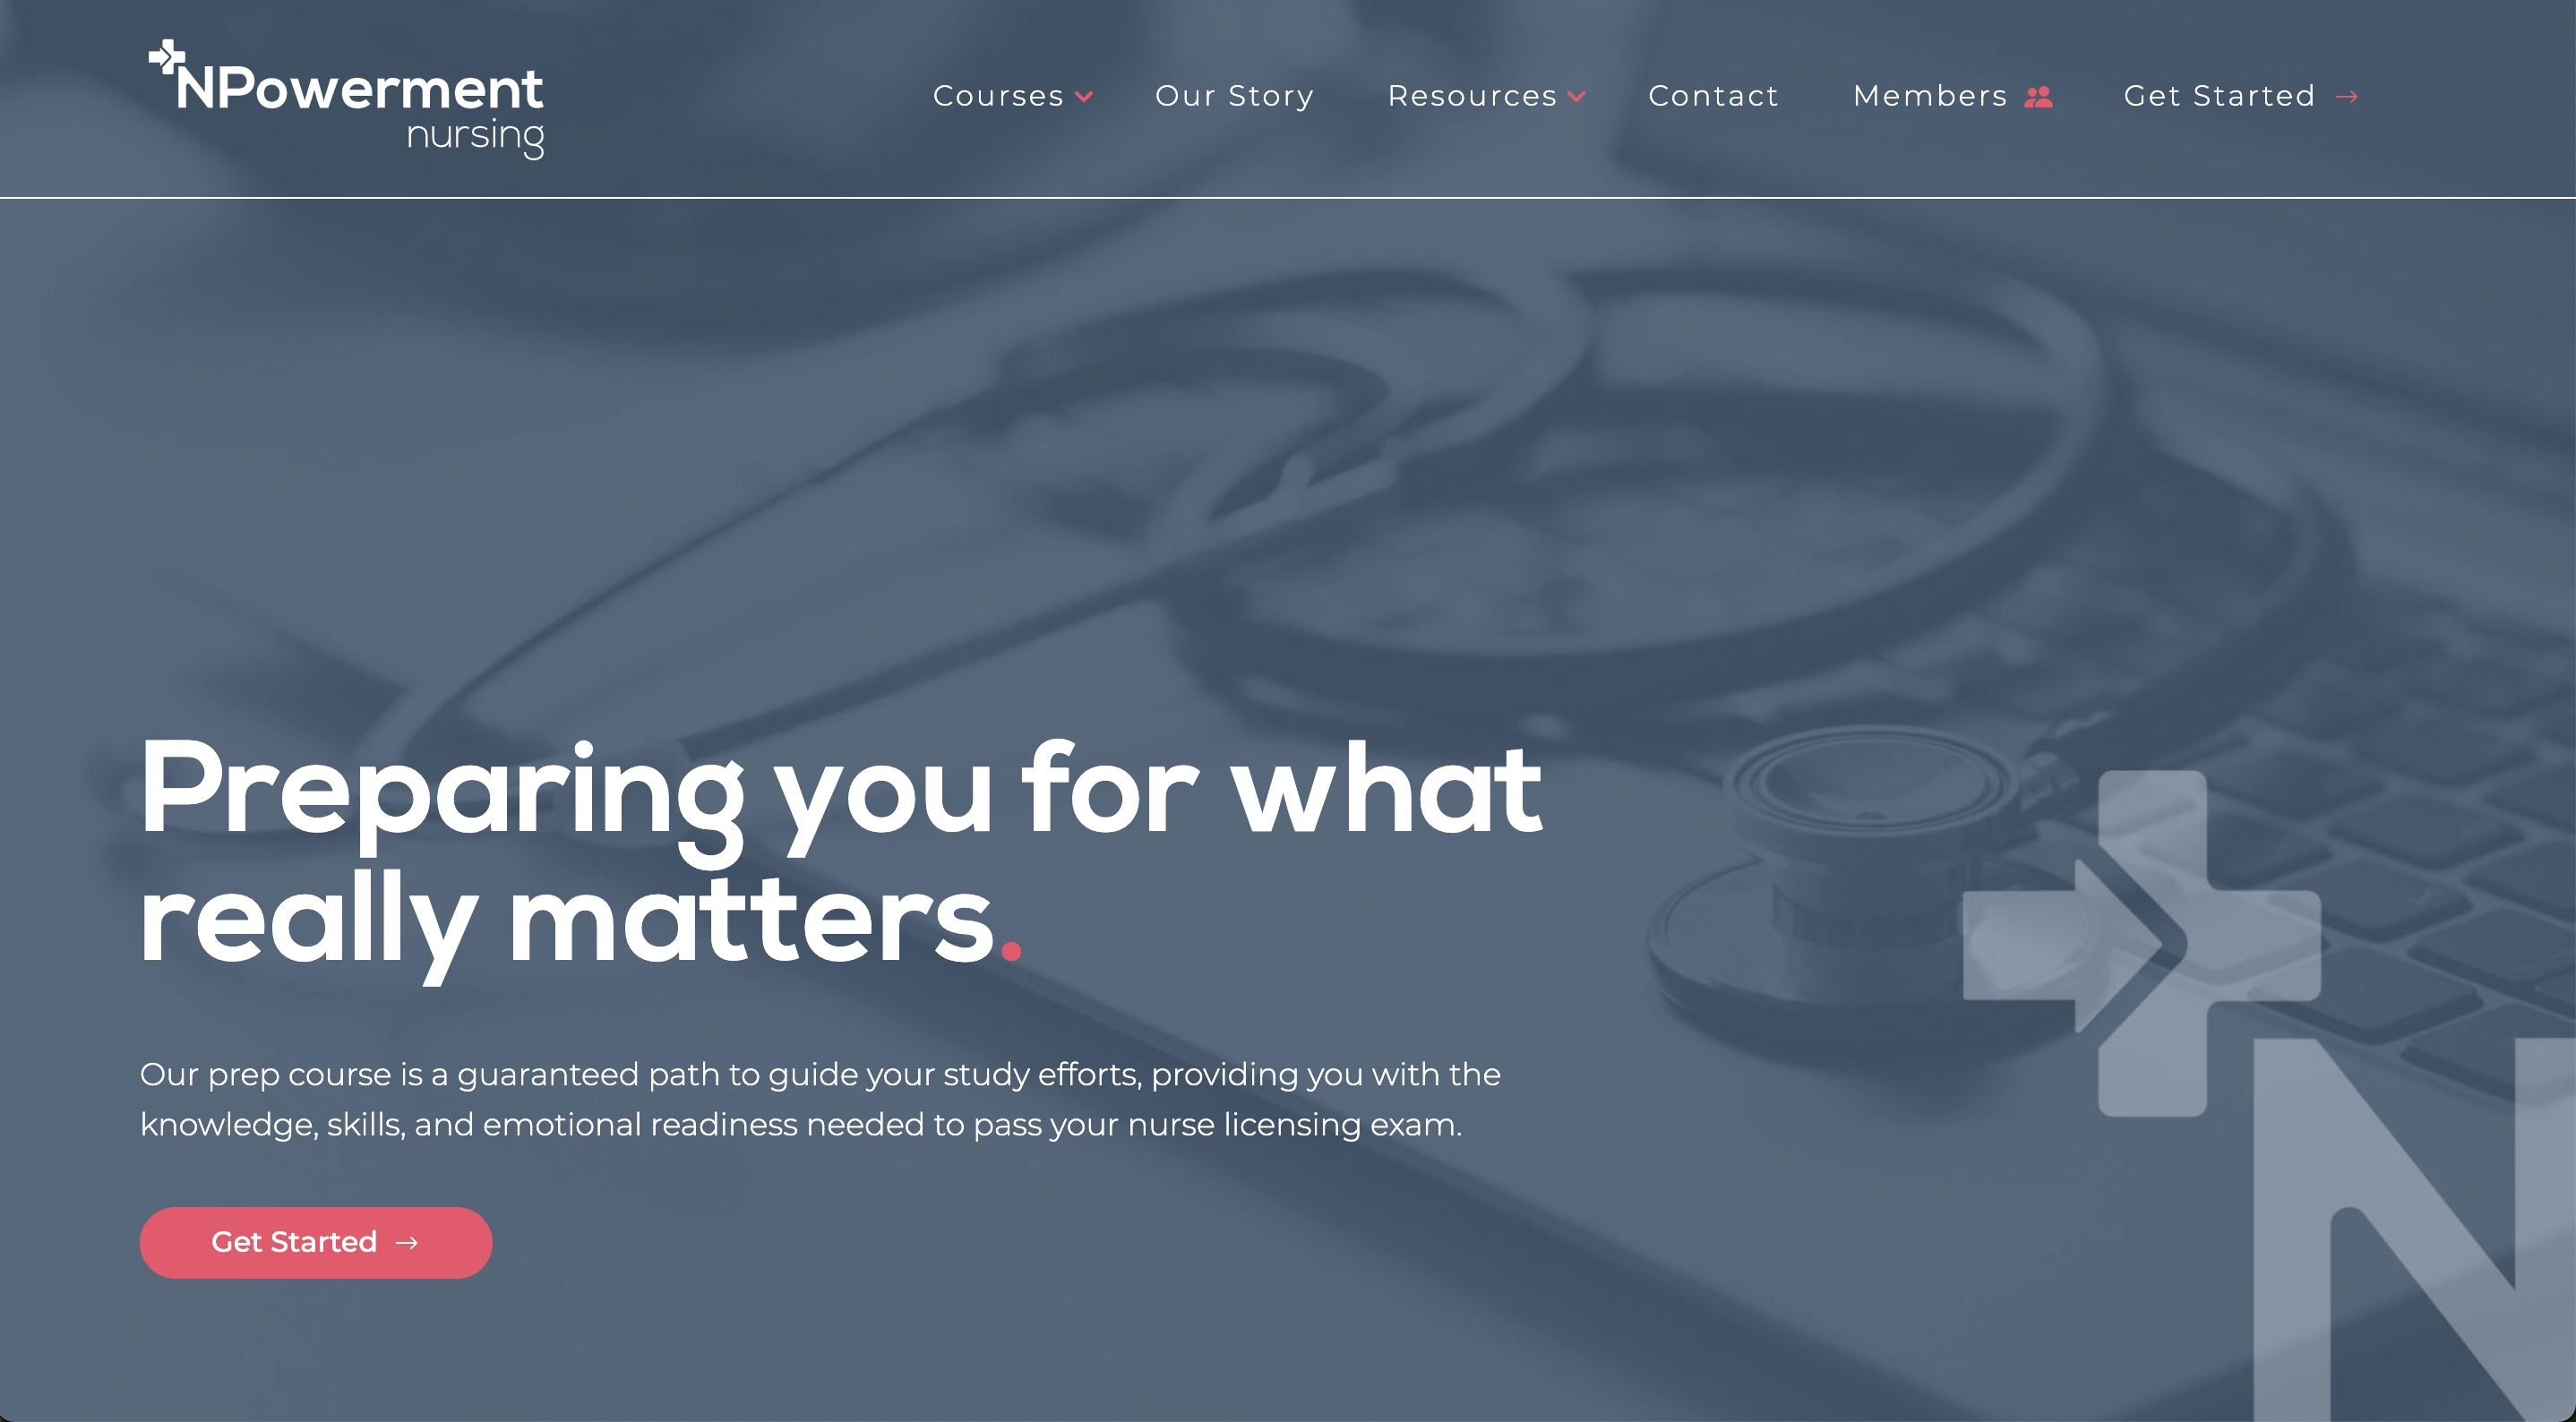 NPowerment
nursing
Courses
Our Story
Resources
Contact
Members
Get Started →
Preparing you for what
really matters.
Our prep course is a guaranteed path to guide your study efforts, providing you with the
knowledge, skills, and emotional readiness needed to pass your nurse licensing exam.
Get Started →
N